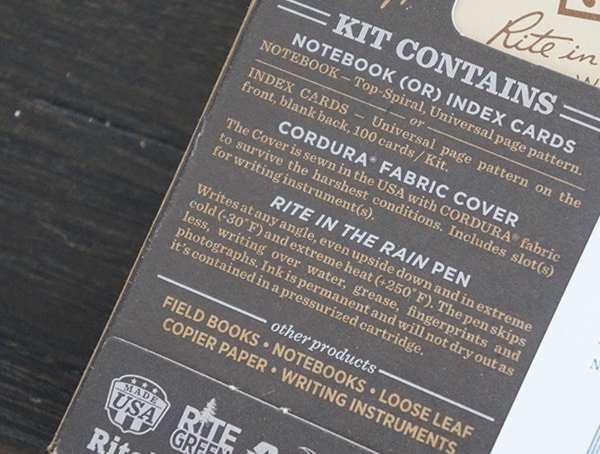 Rite in
KIT CONTAINS
NOTEBOOK (OR) INDEX CARDS
NOTEBOOK – Top-Spiral, Universal page pattern.
or
INDEX CARDS – Universal page pattern on the
front, blank back, 100 cards / Kit.
CORDURA® FABRIC COVER
The Cover is sewn in the USA with CORDURA® fabric
to survive the harshest conditions. Includes slot(s)
for writing instrument(s).
RITE IN THE RAIN PEN
Writes at any angle, even upside down and in extreme
cold (-30°F) and extreme heat (+250°F). The pen skips
less, writing over water, grease, fingerprints and
photographs. Ink is permanent and will not dry out as
it's contained in a pressurized cartridge.
other products
FIELD BOOKS • NOTEBOOKS • LOOSE LEAF
COPIER PAPER • WRITING INSTRUMENTS
MADE
USA
RITE
GREEN
Rite